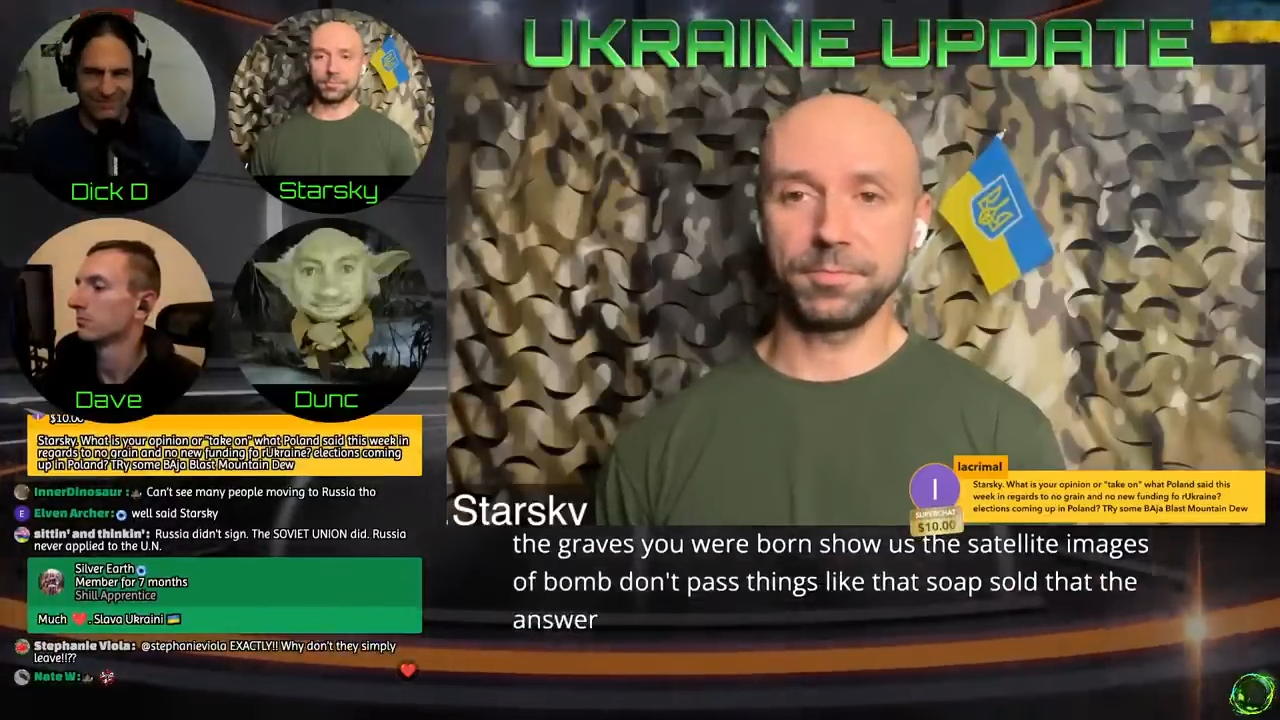 UKRAINE UPDATE
Dick D
Starsky
Dave
Dunc
$10.00
Starsky. What is your opinion or "take on" what Poland said this week in
regards to no grain and no new funding fo rUkraine? elections coming
up in Poland? TRy some BAja Blast Mountain Dew
InnerDinosaur : Can't see many people moving to Russia tho
E Elven Archer: well said Starsky
sittin' and thinkin': Russia didn't sign. The SOVIET UNION did. Russia
never applied to the U.N.
Silver Earth
Member for 7 months
Shill Apprentice
Much ❤️. Slava Ukraini 🇺🇦
Stephanie Viola: @stephanieviola EXACTLY!! Why don't they simply
leave!!??
Nate W:
Starsky
lacrimal
l
SUPERCHAT
$10.00
Starsky. What is your opinion or "take on" what Poland said this
week in regards to no grain and no new funding fo rUkraine?
elections coming up in Poland? TRy some BAja Blast Mountain Dew
the graves you were born show us the satellite images
of bomb don't pass things like that soap sold that the
answer